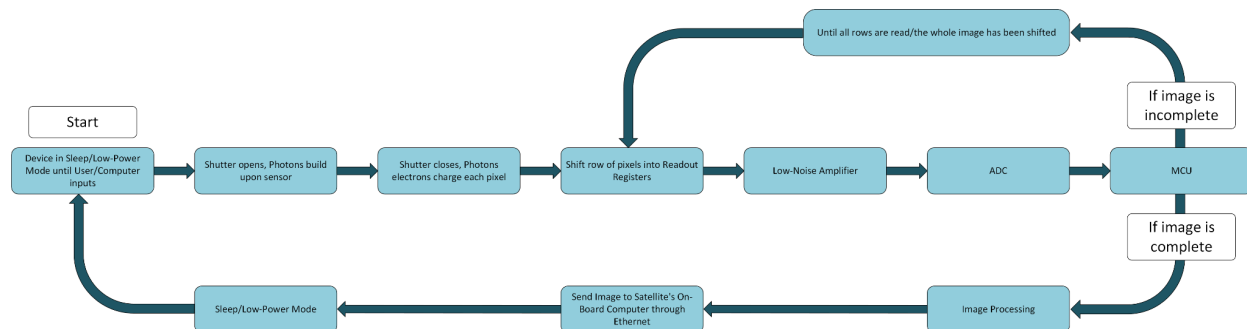 Until all rows are read/the whole image has been shifted
If image is
incomplete
Start
Device in Sleep/Low-Power
Mode until User/Computer
inputs
Shutter opens, Photons build
upon sensor
Shutter closes, Photons
electrons charge each pixel
Shift row of pixels into Readout
Registers
Low-Noise Amplifier
ADC
MCU
If image is
complete
Sleep/Low-Power Mode
Send Image to Satellite's On-
Board Computer through
Ethernet
Image Processing